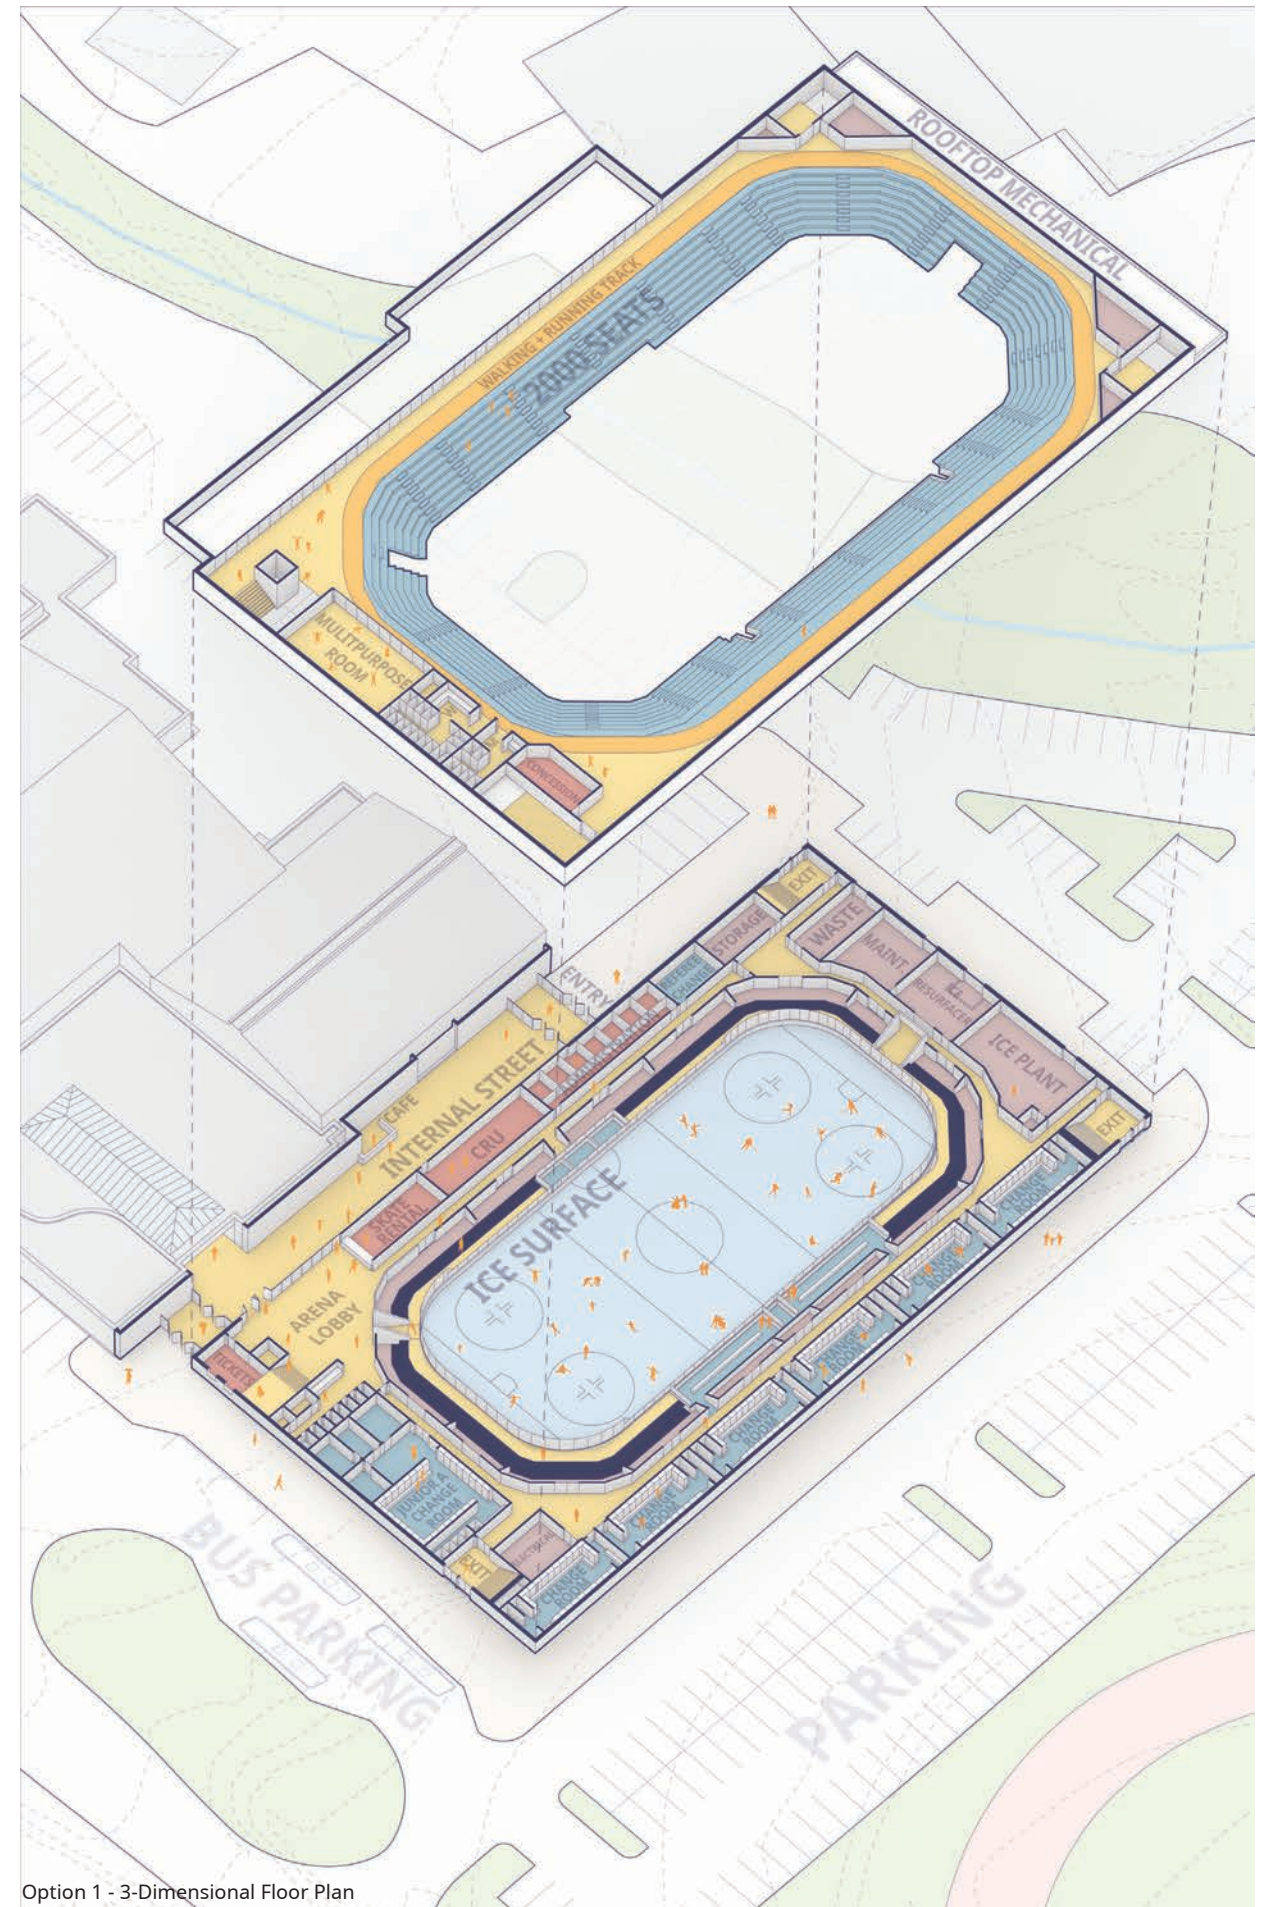 ROOFTOP MECHANICAL
WALKING + RUNNING TRACK
2000 SEATS
MULITPURPOSE
ROOM
CONCESSION
EXIT
STORAGE
WASTE
MAINT.
REFEREE
CHANGE
ICE
RESURFACER
ENTRY
ICE PLANT
EXIT
INTERNAL STREET
CAFE
CRU
SKATE
RENTAL
ICE SURFACE
CHANGE
ROOM
CHANGE
ROOM
CHANGE
ROOM
CHANGE
ROOM
CHANGE
ROOM
CHANGE
ROOM
ARENA
LOBBY
TICKETS
JUNIOR A
CHANGE
ROOM
EXIT
ELECTRICAL
BUS PARKING
PARKING
Option 1 - 3-Dimensional Floor Plan